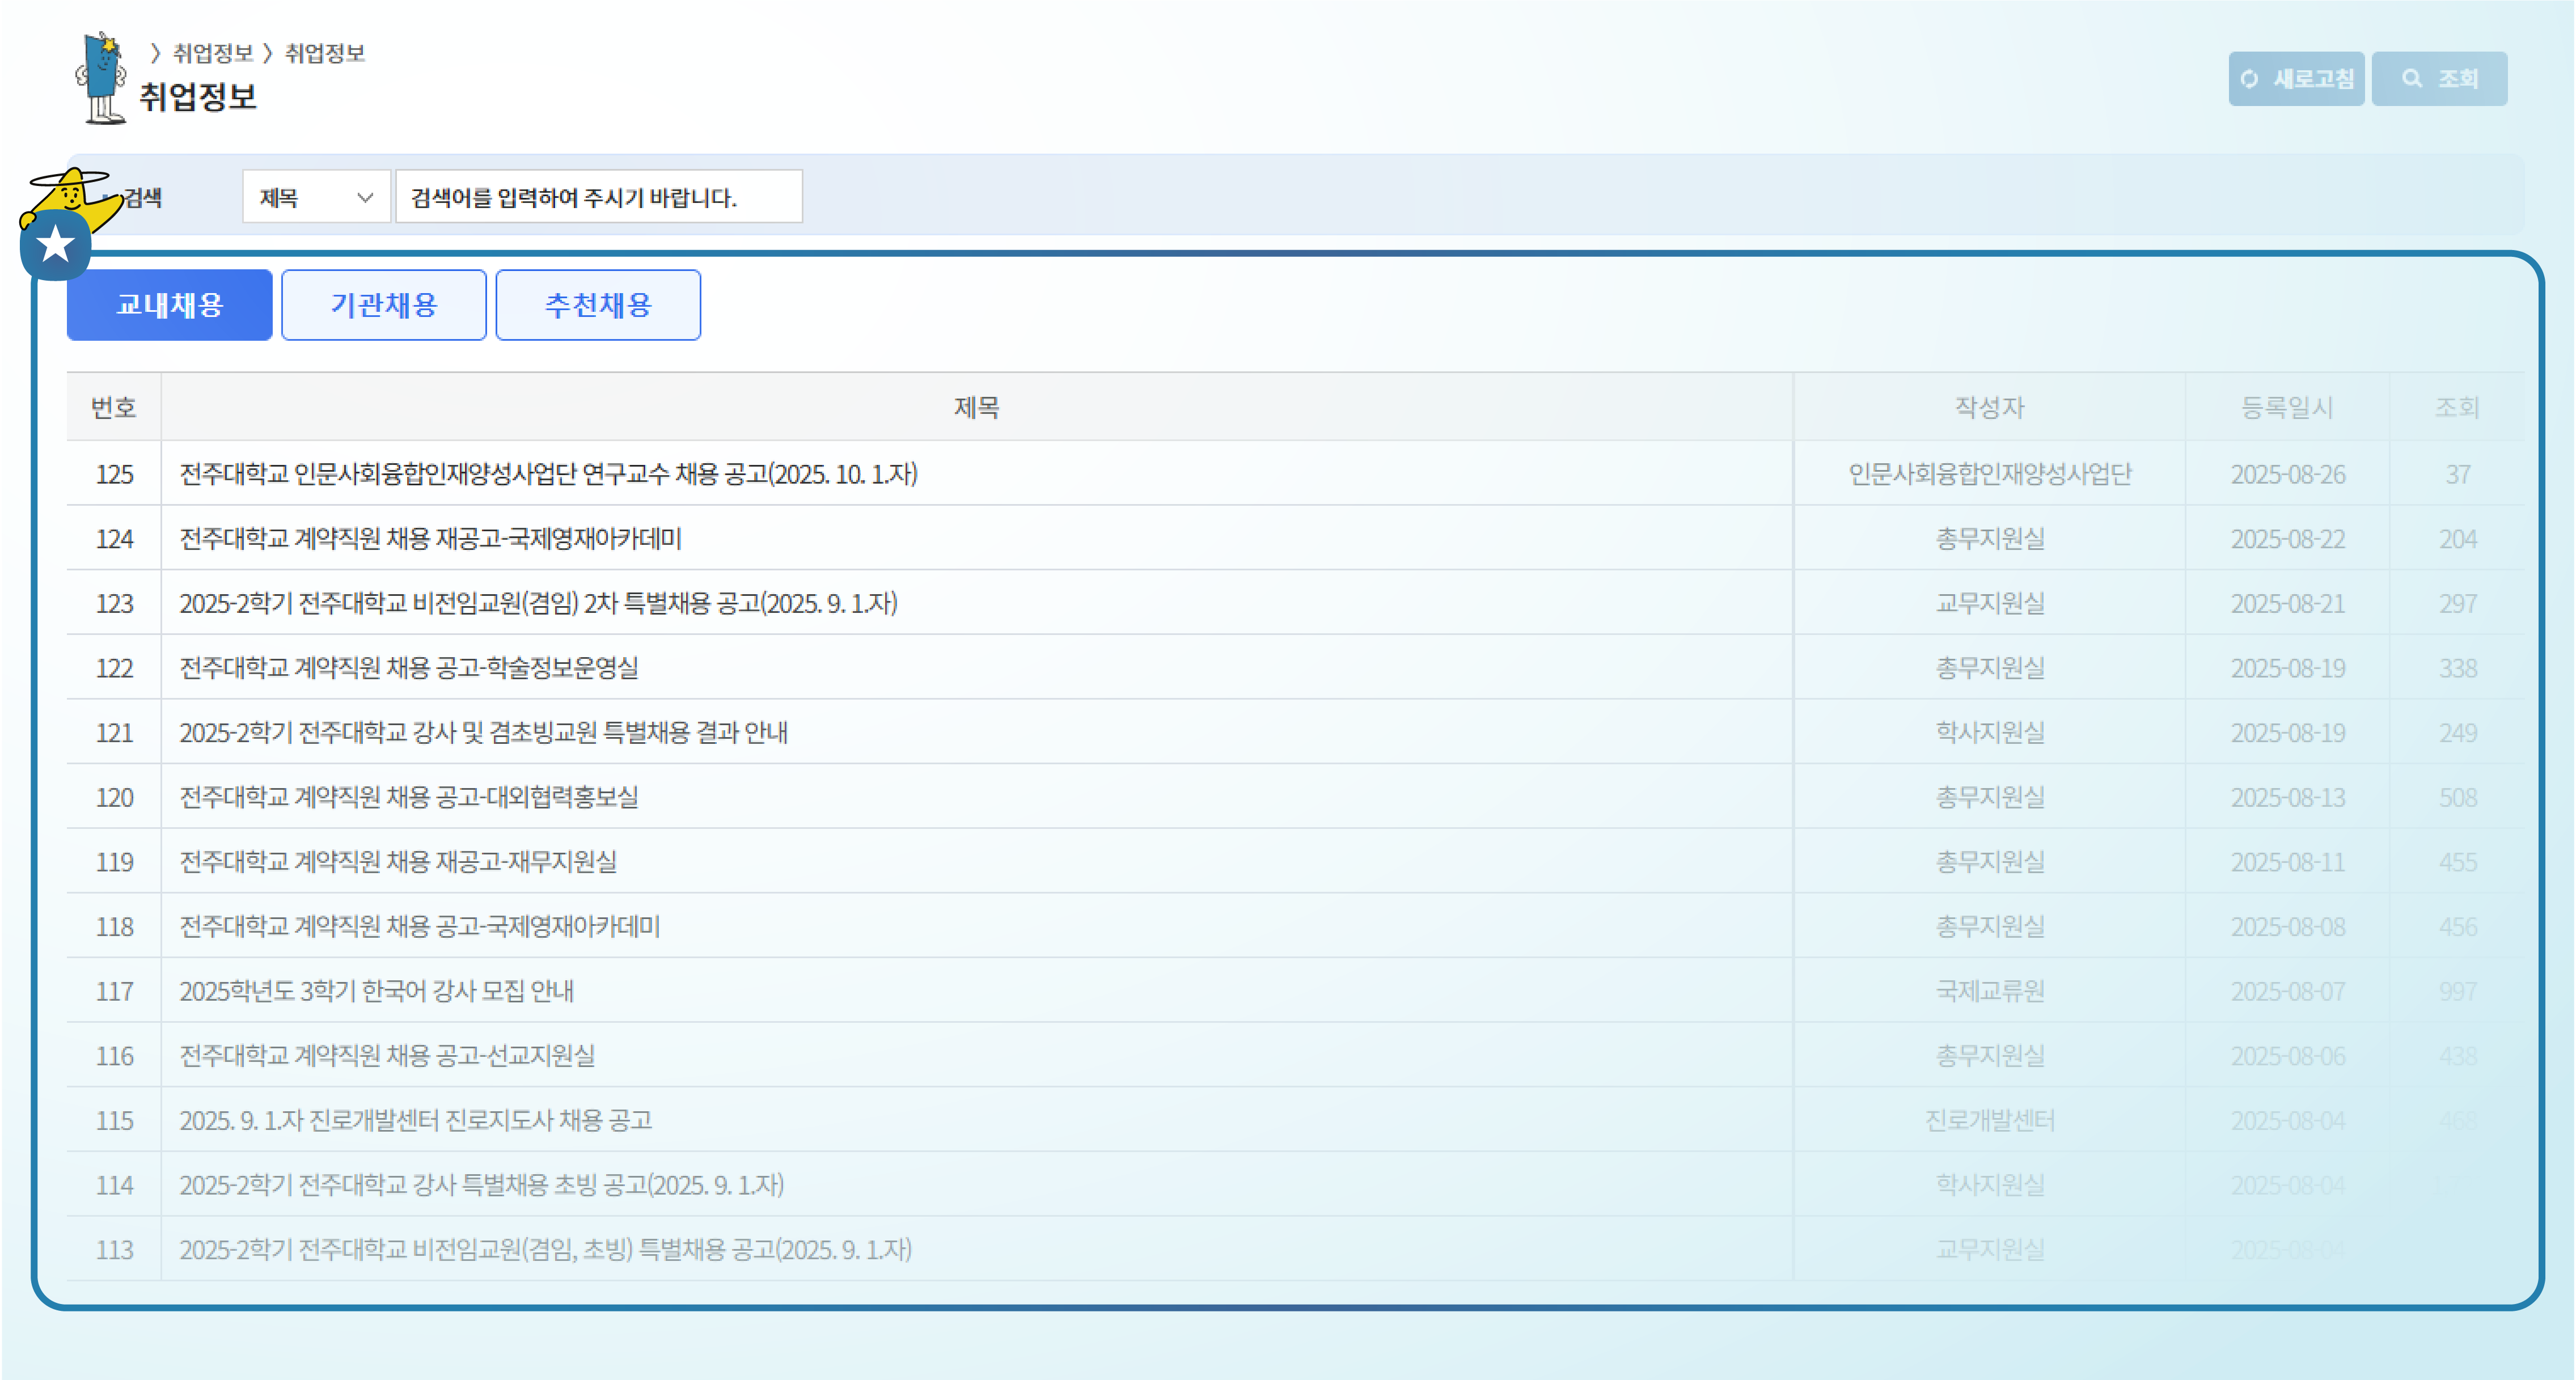 〉 취업정보 〉 취업정보
취업정보
새로고침 조회
검색 제목 검색어를 입력하여 주시기 바랍니다.
교내채용 기관채용 추천채용
번호 제목 작성자 등록일시 조회
125 전주대학교 인문사회융합인재양성사업단 연구교수 채용 공고(2025. 10. 1.자) 인문사회융합인재양성사업단 2025-08-26 37
124 전주대학교 계약직원 채용 재공고-국제영재아카데미 총무지원실 2025-08-22 204
123 2025-2학기 전주대학교 비전임교원(겸임) 2차 특별채용 공고(2025. 9. 1.자) 교무지원실 2025-08-21 297
122 전주대학교 계약직원 채용 공고-학술정보운영실 총무지원실 2025-08-19 338
121 2025-2학기 전주대학교 강사 및 겸초빙교원 특별채용 결과 안내 학사지원실 2025-08-19 249
120 전주대학교 계약직원 채용 공고-대외협력홍보실 총무지원실 2025-08-13 508
119 전주대학교 계약직원 채용 재공고-재무지원실 총무지원실 2025-08-11 455
118 전주대학교 계약직원 채용 공고-국제영재아카데미 총무지원실 2025-08-08 456
117 2025학년도 3학기 한국어 강사 모집 안내 국제교류원 2025-08-07 997
116 전주대학교 계약직원 채용 공고-선교지원실 총무지원실 2025-08-06 438
115 2025. 9. 1.자 진로개발센터 진로지도사 채용 공고 진로개발센터 2025-08-04 468
114 2025-2학기 전주대학교 강사 특별채용 초빙 공고(2025. 9. 1.자) 학사지원실 2025-08-04
113 2025-2학기 전주대학교 비전임교원(겸임, 초빙) 특별채용 공고(2025. 9. 1.자) 교무지원실 2025-08-04